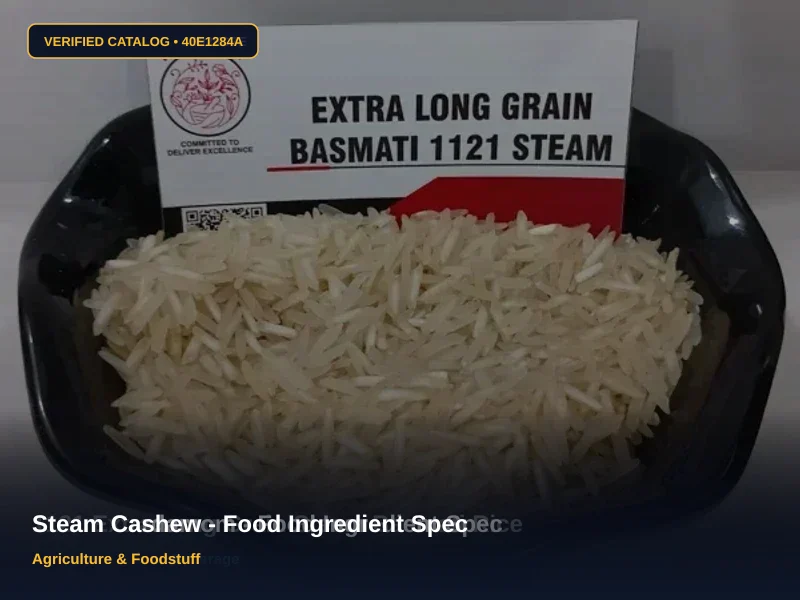 VERIFIED CATALOG • 40E1284A
COMMITTED TO
DELIVER EXCELLENCE
EXTRA LONG GRAIN
BASMATI 1121 STEAM
Steam Cashew - Food Ingredient Spec
Agriculture & Foodstuff